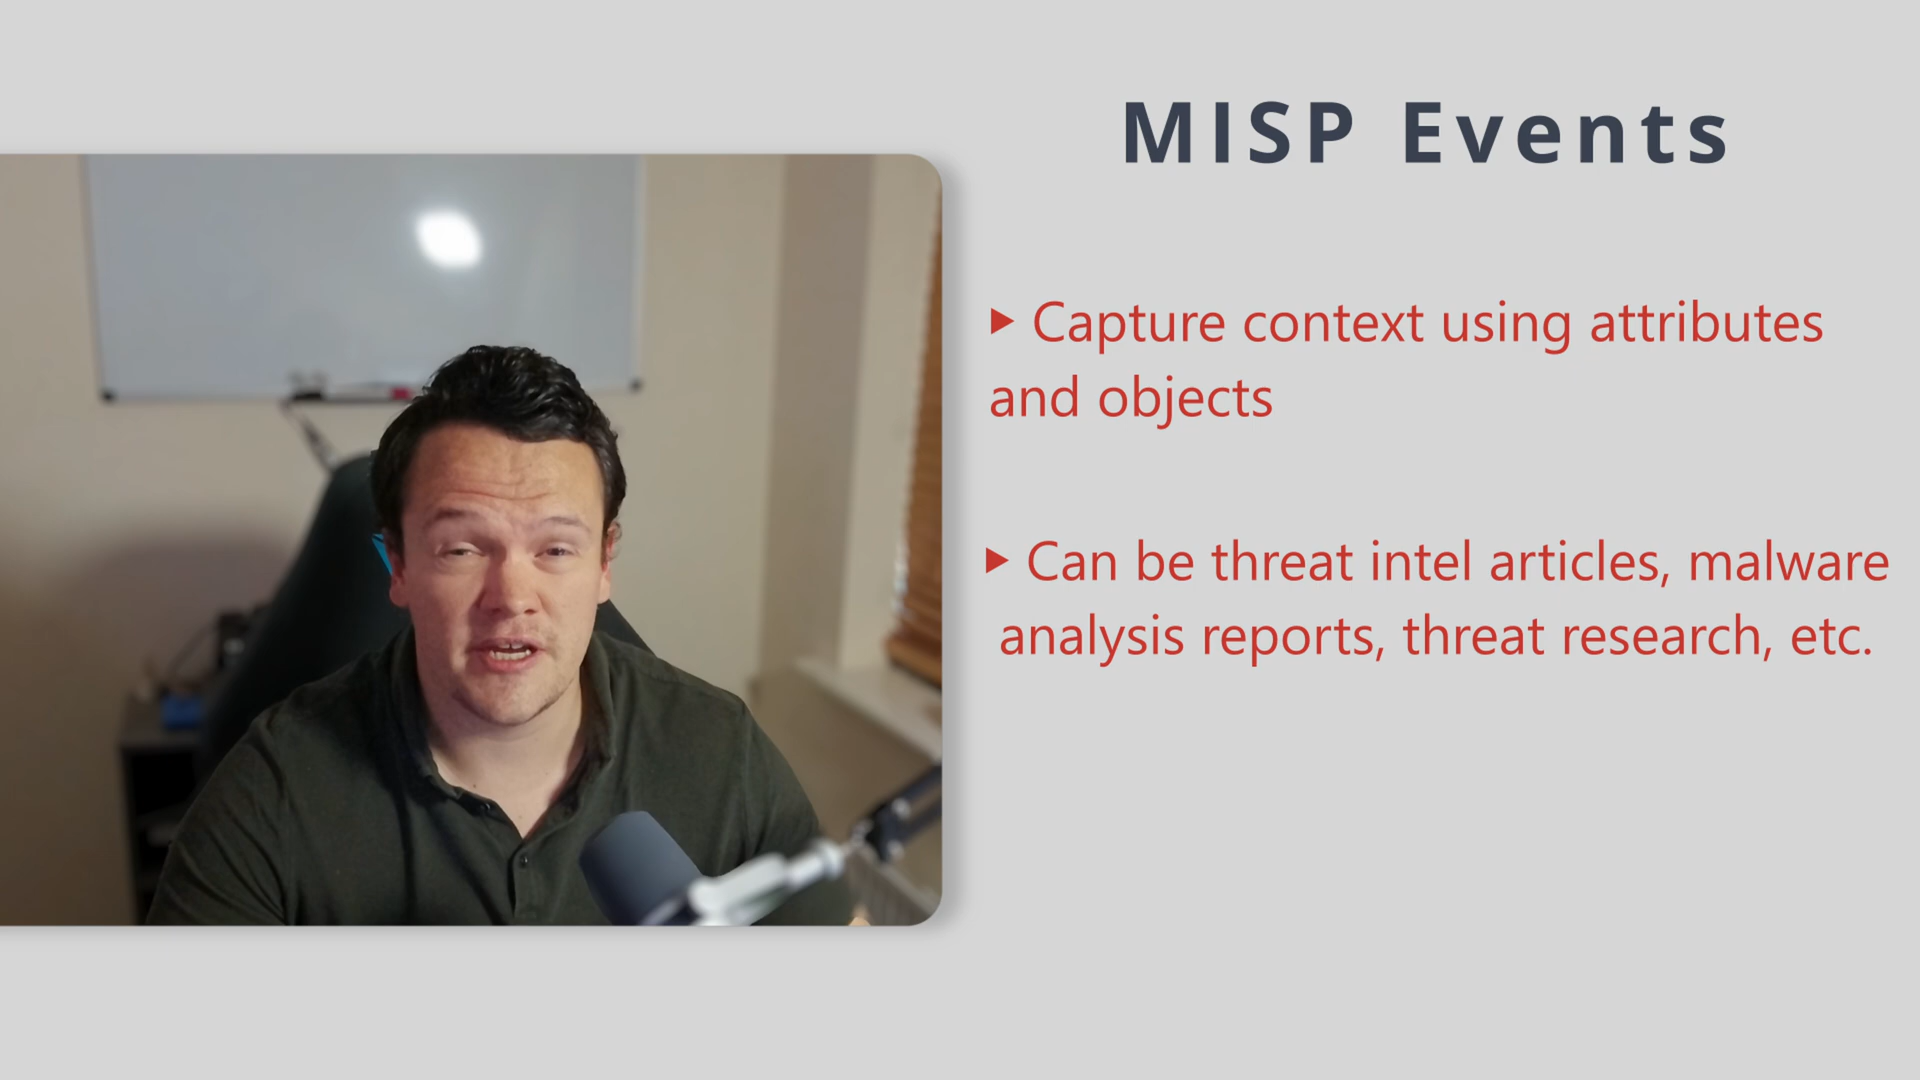 MISP Events
▶ Capture context using attributes
and objects
▶ Can be threat intel articles, malware
analysis reports, threat research, etc.